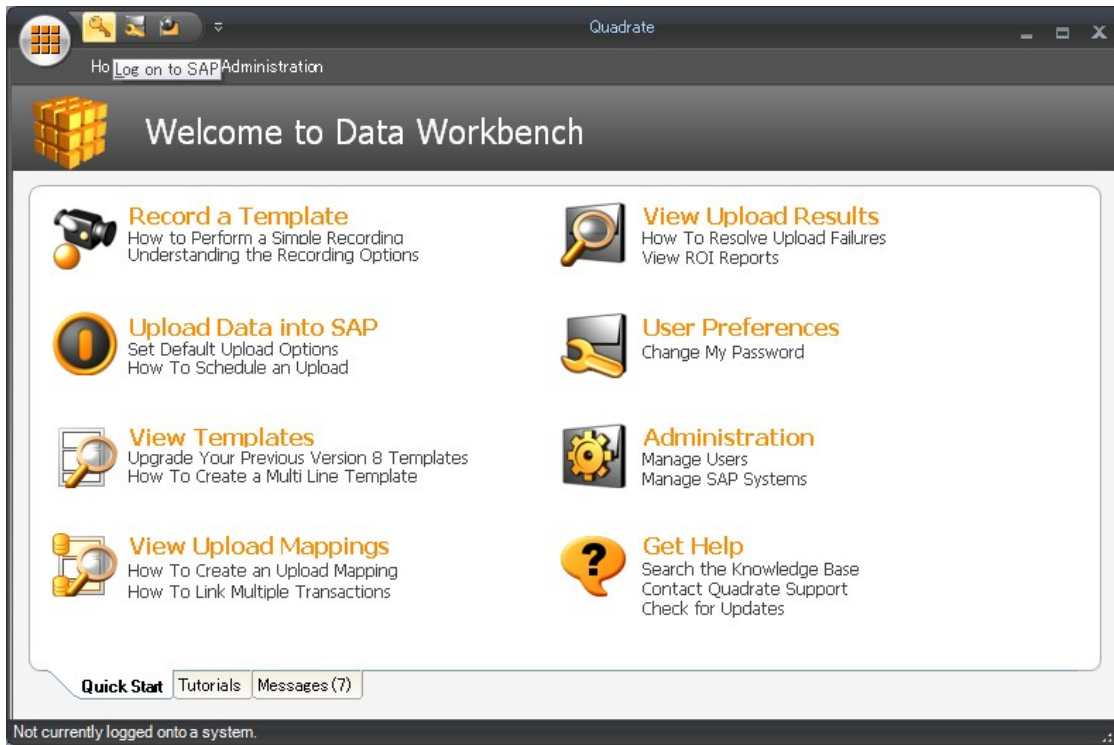 Quadrate
Ho Log on to SAP Administration
Welcome to Data Workbench
Record a Template
How to Perform a Simple Recording
Understanding the Recording Options
View Upload Results
How To Resolve Upload Failures
View ROI Reports
Upload Data into SAP
Set Default Upload Options
How To Schedule an Upload
User Preferences
Change My Password
View Templates
Upgrade Your Previous Version 8 Templates
How To Create a Multi Line Template
Administration
Manage Users
Manage SAP Systems
View Upload Mappings
How To Create an Upload Mapping
How To Link Multiple Transactions
Get Help
Search the Knowledge Base
Contact Quadrate Support
Check for Updates
Quick Start Tutorials Messages (7)
Not currently logged onto a system.